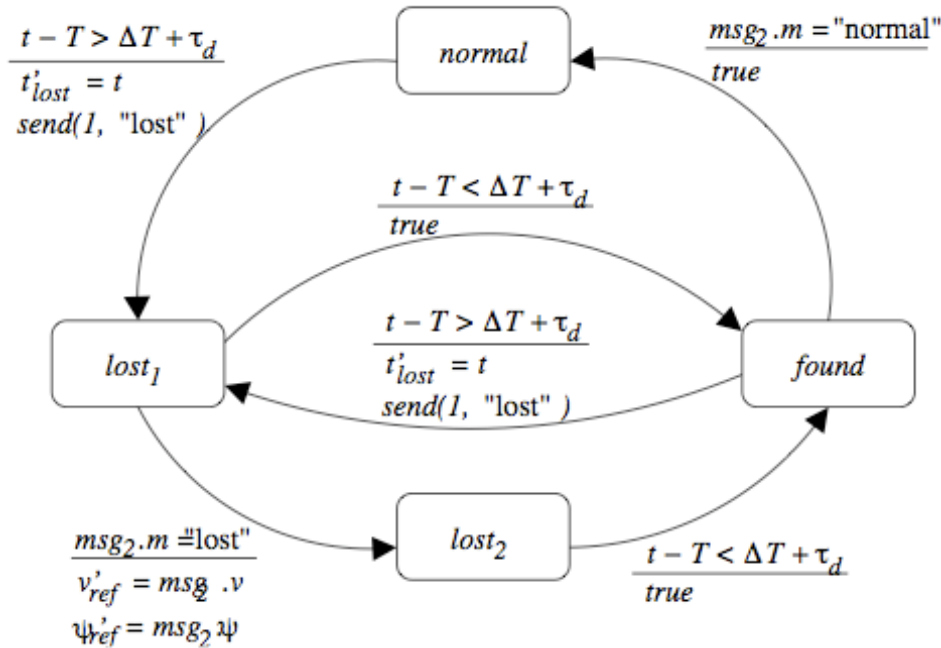 t – T > ΔT + τd
t'lost = t
send(1, "lost" )
normal
msg2 .m = "normal"
true
t – T < ΔT + τd
true
lost1
t – T > ΔT + τd
t'lost = t
send(1, "lost" )
found
msg2.m ="lost"
v'ref = msg2 .v
ψ'ref = msg2 .ψ
lost2
t – T < ΔT + τd
true